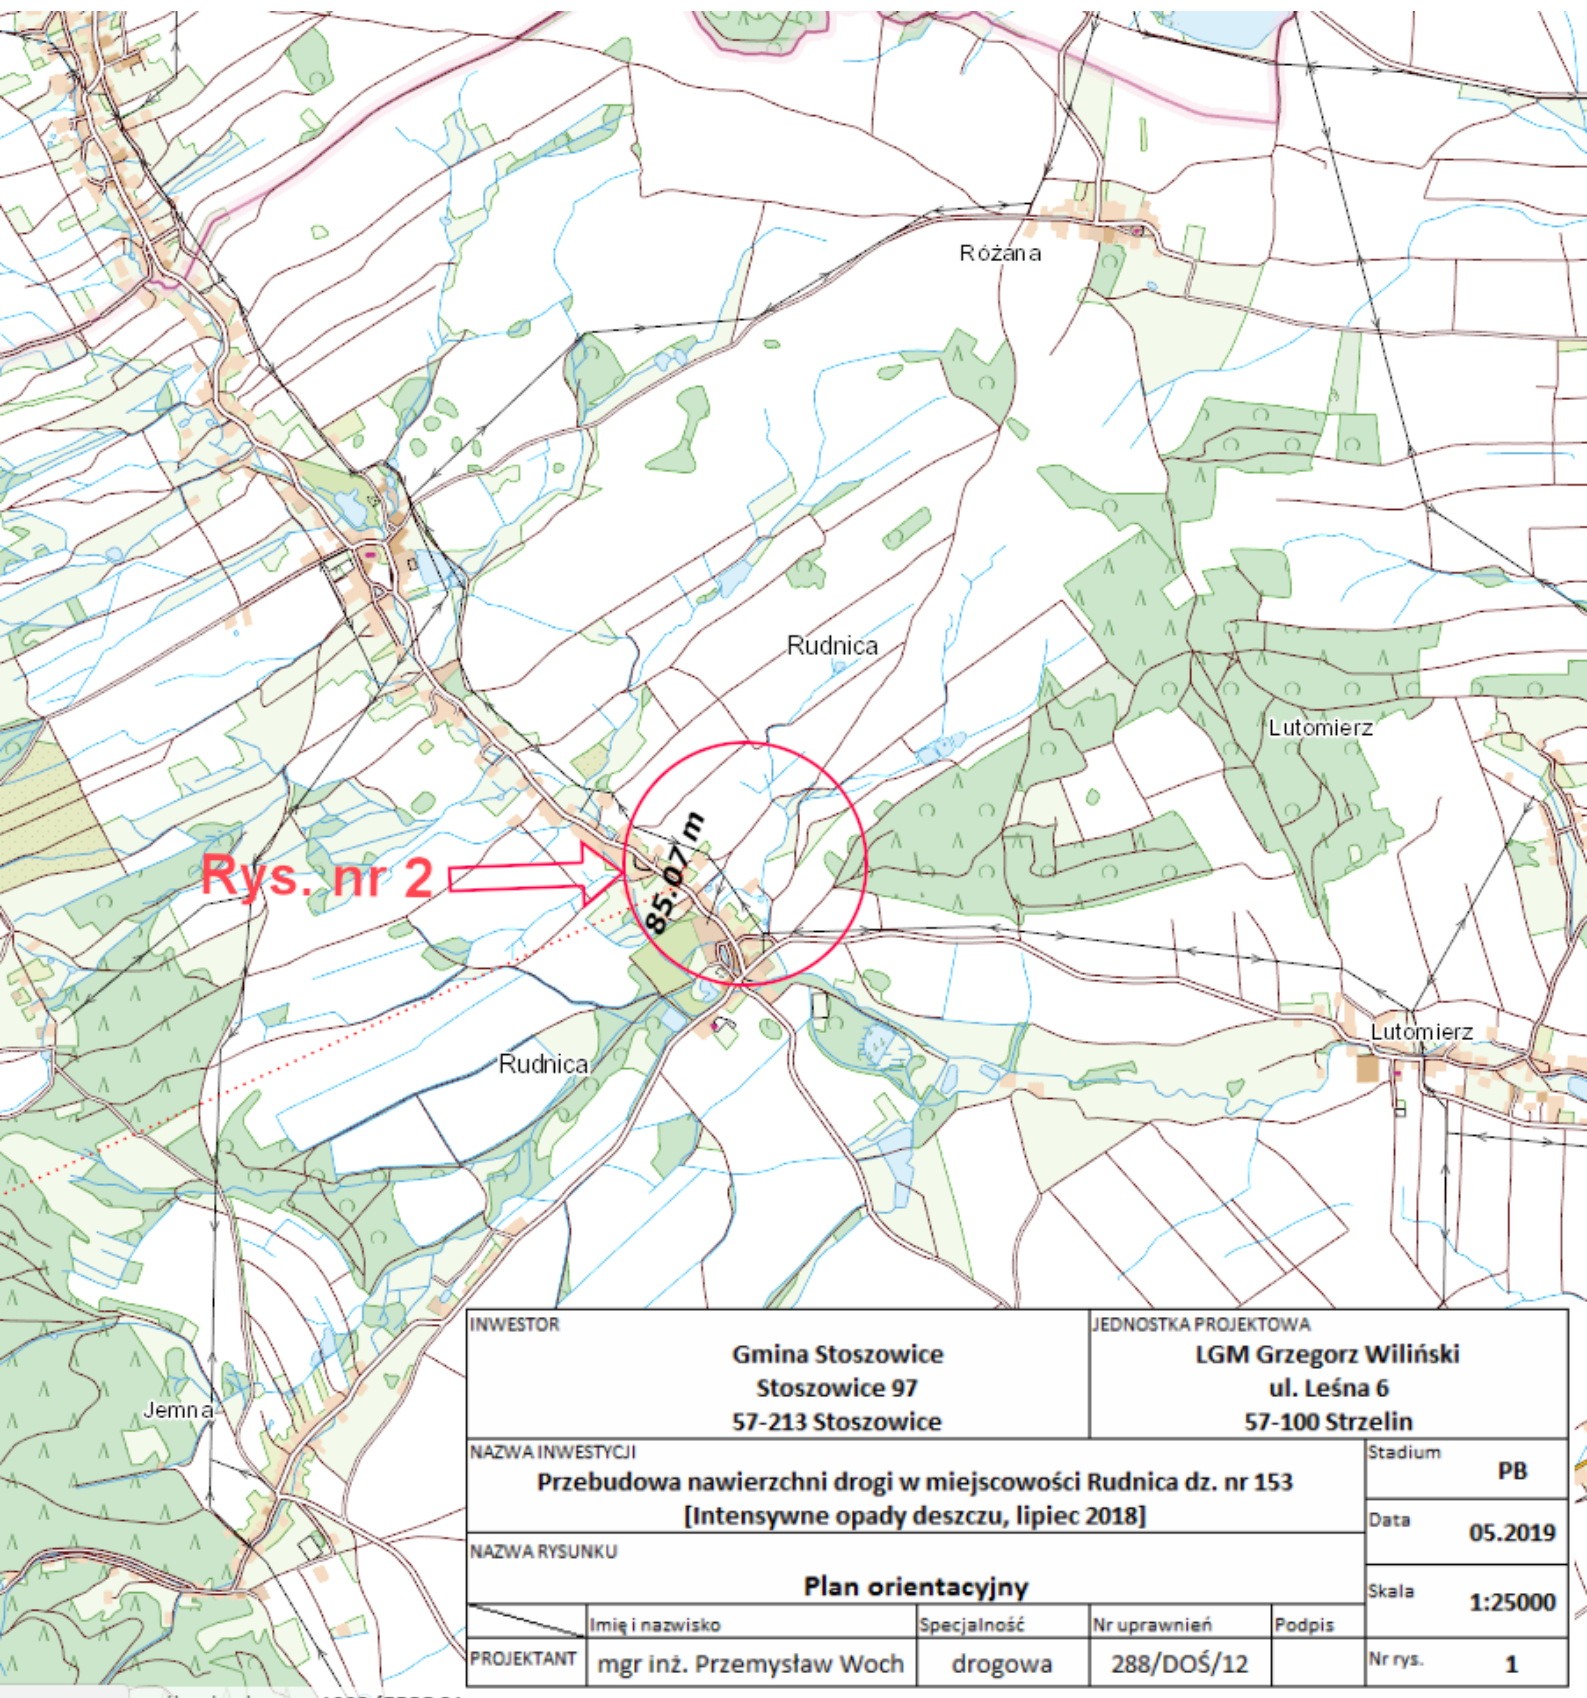 Różana
Rudnica
Lutomierz
85.07 m
Rys. nr 2
Lutomierz
Rudnica
Jemna
INWESTOR
Gmina Stoszowice
Stoszowice 97
57-213 Stoszowice
JEDNOSTKA PROJEKTOWA
LGM Grzegorz Wiliński
ul. Leśna 6
57-100 Strzelin
NAZWA INWESTYCJI
Przebudowa nawierzchni drogi w miejscowości Rudnica dz. nr 153
[Intensywne opady deszczu, lipiec 2018]
Stadium
PB
Data
05.2019
NAZWA RYSUNKU
Plan orientacyjny
Skala
1:25000
Imię i nazwisko
Specjalność
Nr uprawnień
Podpis
PROJEKTANT
mgr inż. Przemysław Woch
drogowa
288/DOŚ/12
Nr rys.
1